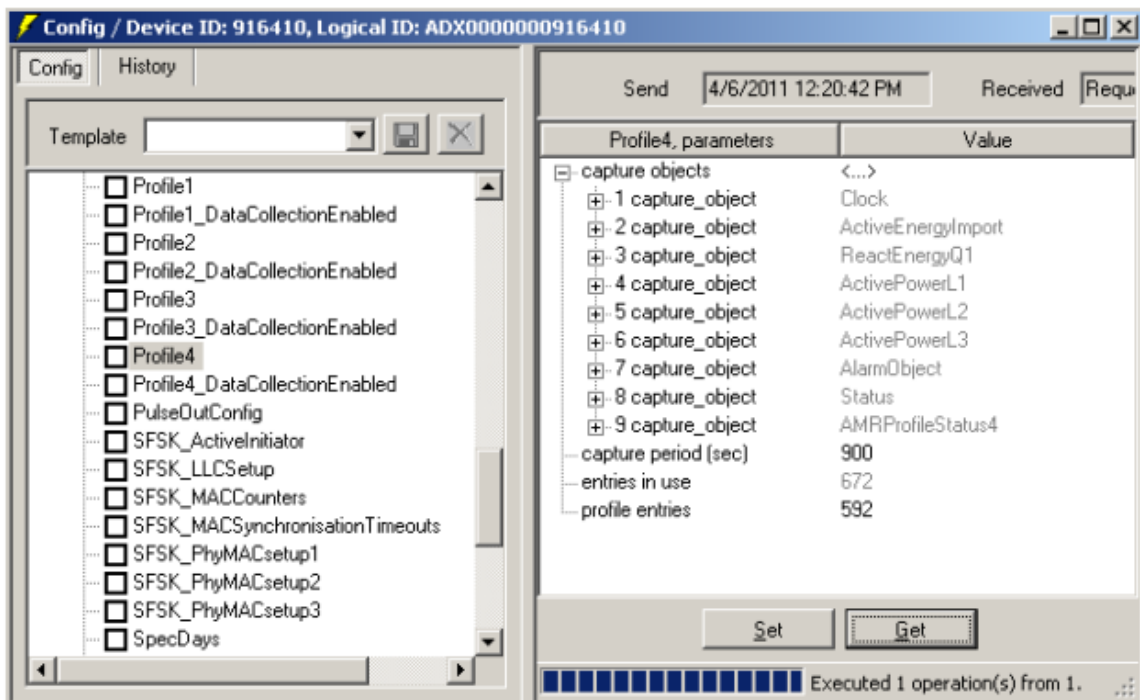 Config / Device ID: 916410, Logical ID: ADX0000000916410
Config History
Template
Profile1
Profile1_DataCollectionEnabled
Profile2
Profile2_DataCollectionEnabled
Profile3
Profile3_DataCollectionEnabled
Profile4
Profile4_DataCollectionEnabled
PulseOutConfig
SFSK_ActiveInitiator
SFSK_LLCSetup
SFSK_MACCounters
SFSK_MACSynchronisationTimeouts
SFSK_PhyMACsetup1
SFSK_PhyMACsetup2
SFSK_PhyMACsetup3
SpecDays
Send 4/6/2011 12:20:42 PM Received Requ
Profile4, parameters Value
capture objects <...>
1 capture_object Clock
2 capture_object ActiveEnergyImport
3 capture_object ReactEnergyQ1
4 capture_object ActivePowerL1
5 capture_object ActivePowerL2
6 capture_object ActivePowerL3
7 capture_object AlarmObject
8 capture_object Status
9 capture_object AMRProfileStatus4
capture period (sec) 900
entries in use 672
profile entries 592
Set Get
Executed 1 operation(s) from 1.